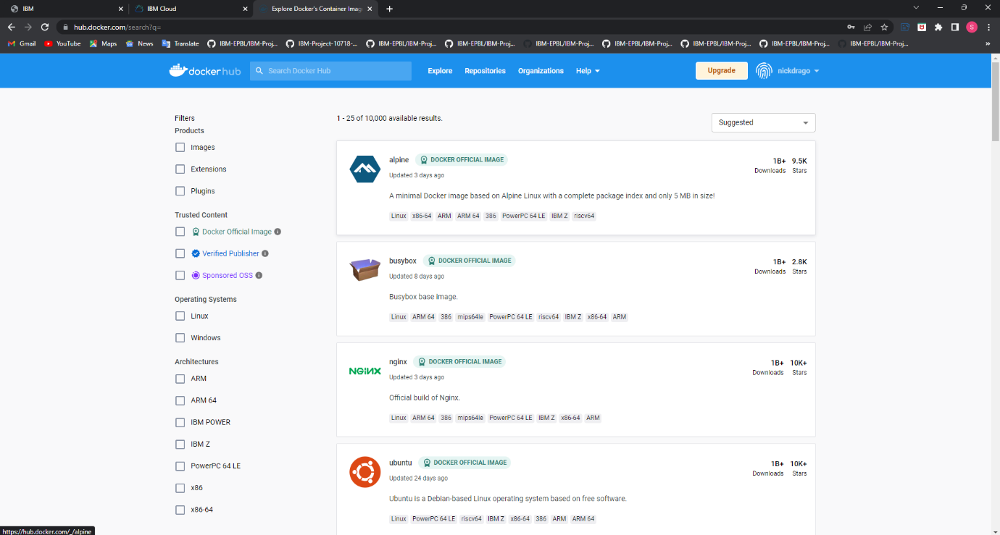 IBM
IBM Cloud
Explore Docker's Container Imag
hub.docker.com/search?q=
S
Gmail YouTube Maps News Translate IBM-EPBL/IBM-Proj... IBM-Project-10718-... IBM-EPBL/IBM-Proj... IBM-EPBL/IBM-Proj... IBM-EPBL/IBM-Proj... IBM-EPBL/IBM-Proj... IBM-EPBL/IBM-Proj... IBM-EPBL/IBM-Proj... IBM-EPBL/IBM-Proj... »
docker hub Search Docker Hub Explore Repositories Organizations Help Upgrade nickdrago
Filters
Products
Images
Extensions
Plugins
Trusted Content
Docker Official Image
Verified Publisher
Sponsored OSS
Operating Systems
Linux
Windows
Architectures
ARM
ARM 64
IBM POWER
IBM Z
PowerPC 64 LE
x86
x86-64
1 - 25 of 10,000 available results.
Suggested
alpine DOCKER OFFICIAL IMAGE
Updated 3 days ago
1B+ 9.5K
Downloads Stars
A minimal Docker image based on Alpine Linux with a complete package index and only 5 MB in size!
Linux x86-64 ARM ARM 64 386 PowerPC 64 LE IBM Z riscv64
busybox DOCKER OFFICIAL IMAGE
Updated 8 days ago
1B+ 2.8K
Downloads Stars
Busybox base image.
Linux ARM 64 386 mips64le PowerPC 64 LE riscv64 IBM Z x86-64 ARM
NGINX
nginx DOCKER OFFICIAL IMAGE
Updated 3 days ago
1B+ 10K+
Downloads Stars
Official build of Nginx.
Linux ARM 64 386 mips64le PowerPC 64 LE IBM Z x86-64 ARM
ubuntu DOCKER OFFICIAL IMAGE
Updated 24 days ago
1B+ 10K+
Downloads Stars
Ubuntu is a Debian-based Linux operating system based on free software.
Linux PowerPC 64 LE riscv64 IBM Z x86-64 386 ARM ARM 64
https://hub.docker.com/_/alpine